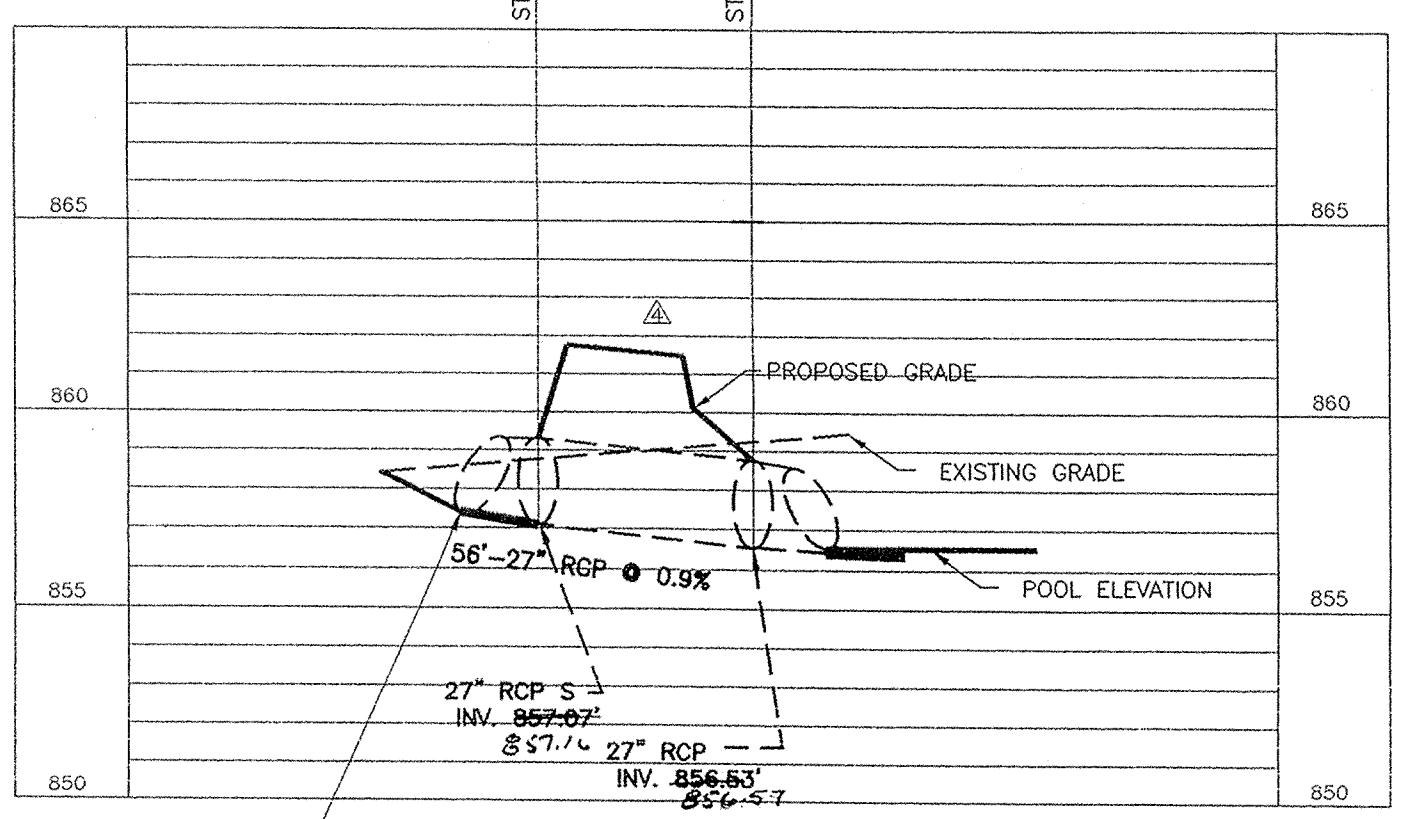 ST
ST
865
865
4
PROPOSED GRADE
860
860
EXISTING GRADE
56'-27" RCP @ 0.9%
POOL ELEVATION
855
855
27" RCP S
INV. 857.07'
857.16
27" RCP
INV. 856.53'
856.57
850
850